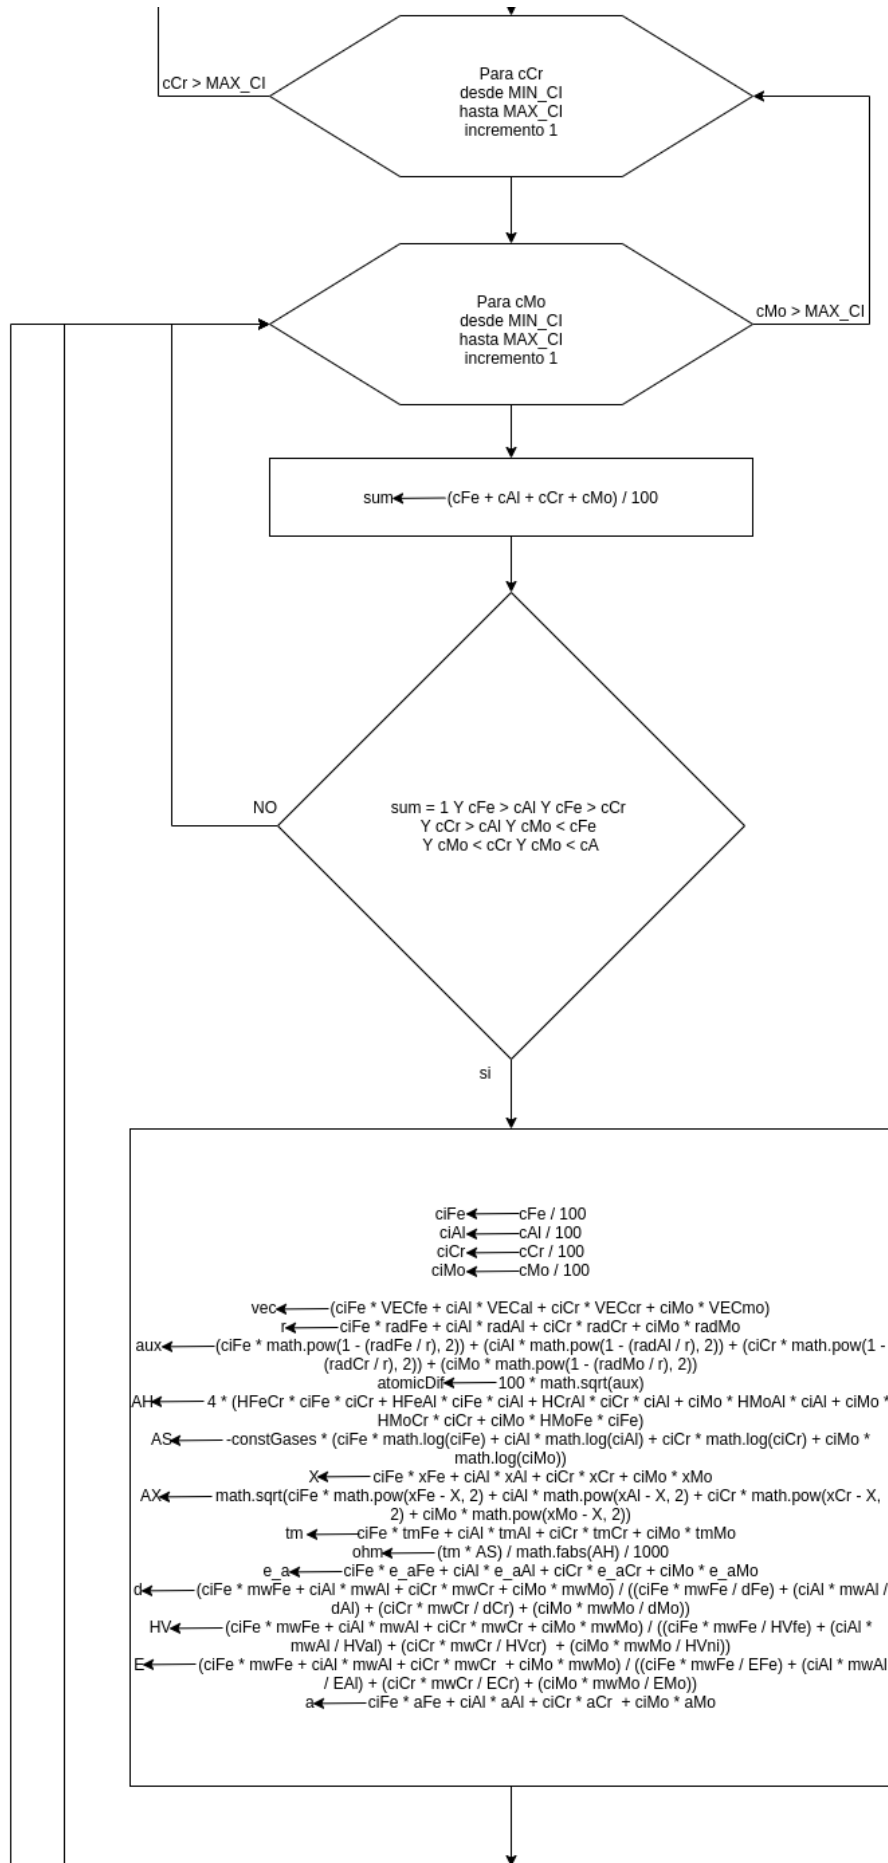 cCr > MAX_CI
Para cCr
desde MIN_CI
hasta MAX_CI
incremento 1
Para cMo
desde MIN_CI
hasta MAX_CI
incremento 1
cMo > MAX_CI
sum (cFe + cAl + cCr + cMo) / 100
NO
sum = 1 Y cFe > cAl Y cFe > cCr
Y cCr > cAl Y cMo < cFe
Y cMo < cCr Y cMo < cA
si
ciFe cFe / 100
ciAl cAl / 100
ciCr cCr / 100
ciMo cMo / 100
vec (ciFe * VECfe + ciAl * VECal + ciCr * VECcr + ciMo * VECmo)
r ciFe * radFe + ciAl * radAl + ciCr * radCr + ciMo * radMo
aux (ciFe * math.pow(1 - (radFe / r), 2)) + (ciAl * math.pow(1 - (radAl / r), 2)) + (ciCr * math.pow(1 -
(radCr / r), 2)) + (ciMo * math.pow(1 - (radMo / r), 2))
atomicDif 100 * math.sqrt(aux)
AH 4 * (HFeCr * ciFe * ciCr + HFeAl * ciFe * ciAl + HCrAl * ciCr * ciAl + ciMo * HMoAl * ciAl + ciMo *
HMoCr * ciCr + ciMo * HMoFe * ciFe)
AS -constGases * (ciFe * math.log(ciFe) + ciAl * math.log(ciAl) + ciCr * math.log(ciCr) + ciMo *
math.log(ciMo))
X ciFe * xFe + ciAl * xAl + ciCr * xCr + ciMo * xMo
AX math.sqrt(ciFe * math.pow(xFe - X, 2) + ciAl * math.pow(xAl - X, 2) + ciCr * math.pow(xCr - X,
2) + ciMo * math.pow(xMo - X, 2))
tm ciFe * tmFe + ciAl * tmAl + ciCr * tmCr + ciMo * tmMo
ohm (tm * AS) / math.fabs(AH) / 1000
e_a ciFe * e_aFe + ciAl * e_aAl + ciCr * e_aCr + ciMo * e_aMo
d (ciFe * mwFe + ciAl * mwAl + ciCr * mwCr + ciMo * mwMo) / ((ciFe * mwFe / dFe) + (ciAl * mwAl /
dAl) + (ciCr * mwCr / dCr) + (ciMo * mwMo / dMo))
HV (ciFe * mwFe + ciAl * mwAl + ciCr * mwCr + ciMo * mwMo) / ((ciFe * mwFe / HVfe) + (ciAl *
mwAl / HVal) + (ciCr * mwCr / HVcr) + (ciMo * mwMo / HVni))
E (ciFe * mwFe + ciAl * mwAl + ciCr * mwCr + ciMo * mwMo) / ((ciFe * mwFe / EFe) + (ciAl * mwAl
/ EAl) + (ciCr * mwCr / ECr) + (ciMo * mwMo / EMo))
a ciFe * aFe + ciAl * aAl + ciCr * aCr + ciMo * aMo